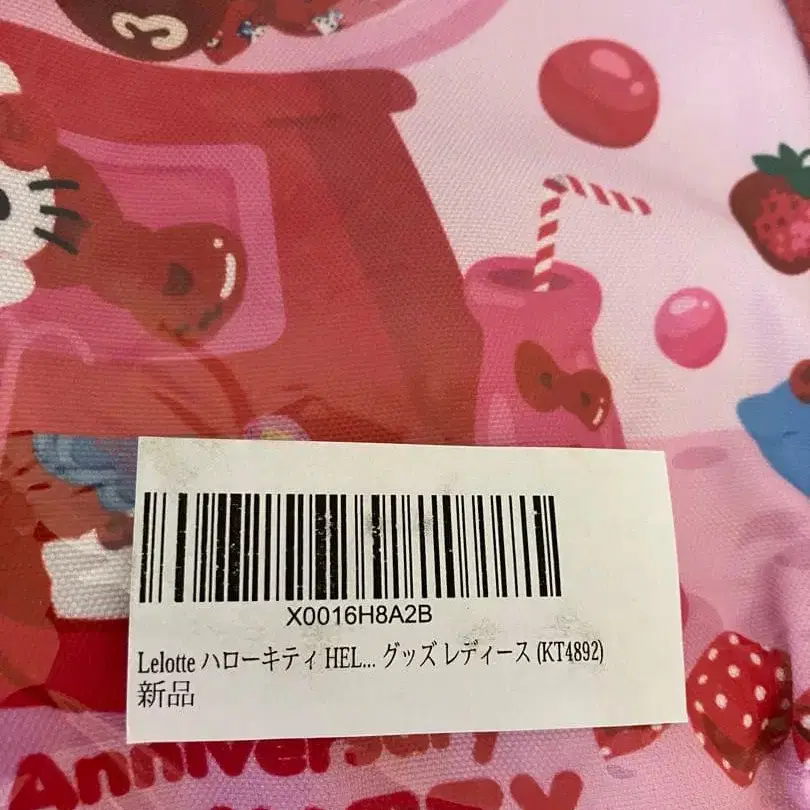 3
X0016H8A2B
Lelotte ハローキティ HEL... グッズ レディース (KT4892)
新品
Anniversary